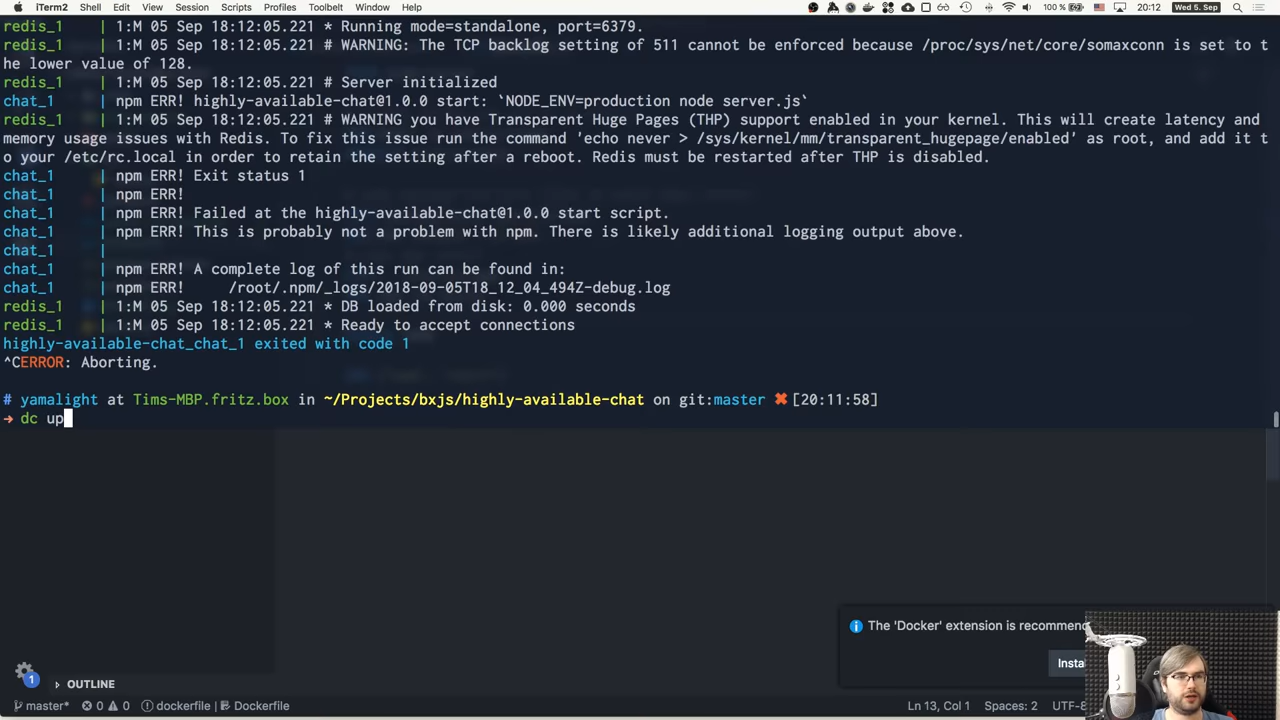 iTerm2 Shell Edit View Session Scripts Profiles Toolbelt Window Help 100 % Wed 5. Sep 20:12
redis_1 | 1:M 05 Sep 18:12:05.221 * Running mode=standalone, port=6379.
redis_1 | 1:M 05 Sep 18:12:05.221 # WARNING: The TCP backlog setting of 511 cannot be enforced because /proc/sys/net/core/somaxconn is set to t
he lower value of 128.
redis_1 | 1:M 05 Sep 18:12:05.221 # Server initialized
chat_1 | npm ERR! highly-available-chat@1.0.0 start: `NODE_ENV=production node server.js`
redis_1 | 1:M 05 Sep 18:12:05.221 # WARNING you have Transparent Huge Pages (THP) support enabled in your kernel. This will create latency and
memory usage issues with Redis. To fix this issue run the command 'echo never > /sys/kernel/mm/transparent_hugepage/enabled' as root, and add it t
o your /etc/rc.local in order to retain the setting after a reboot. Redis must be restarted after THP is disabled.
chat_1 | npm ERR! Exit status 1
chat_1 | npm ERR!
chat_1 | npm ERR! Failed at the highly-available-chat@1.0.0 start script.
chat_1 | npm ERR! This is probably not a problem with npm. There is likely additional logging output above.
chat_1 |
chat_1 | npm ERR! A complete log of this run can be found in:
chat_1 | npm ERR! /root/.npm/_logs/2018-09-05T18_12_04_494Z-debug.log
redis_1 | 1:M 05 Sep 18:12:05.221 * DB loaded from disk: 0.000 seconds
redis_1 | 1:M 05 Sep 18:12:05.221 * Ready to accept connections
highly-available-chat_chat_1 exited with code 1
^CERROR: Aborting.
# yamalight at Tims-MBP.fritz.box in ~/Projects/bxjs/highly-available-chat on git:master ✖ [20:11:58]
→ dc up
The 'Docker' extension is recommend
Insta
1
OUTLINE
master* 0 0 dockerfile | Dockerfile Ln 13, Col 1 Spaces: 2 UTF-8